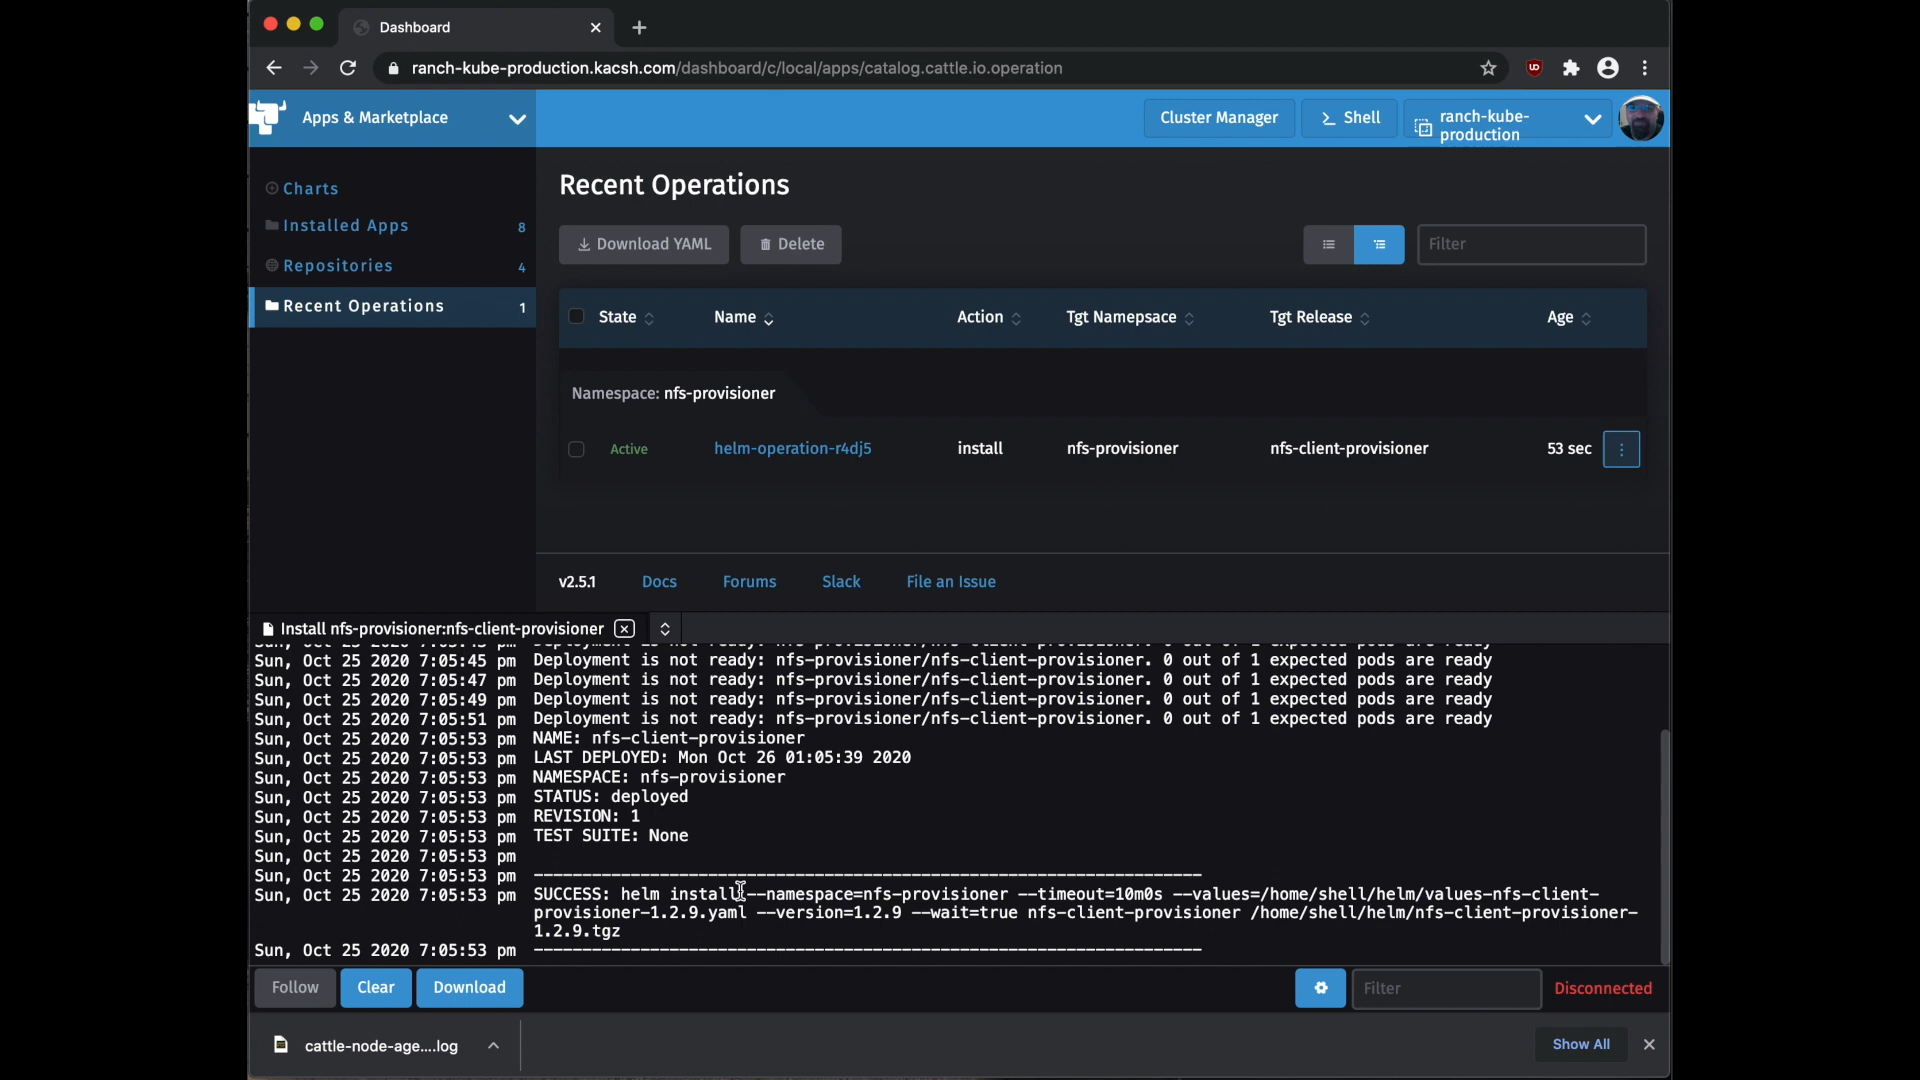 Dashboard
ranch-kube-production.kacsh.com/dashboard/c/local/apps/catalog.cattle.io.operation
Apps & Marketplace
Cluster Manager
Shell
ranch-kube-
production
Charts
Installed Apps 8
Repositories 4
Recent Operations 1
Recent Operations
Download YAML
Delete
Filter
State Name Action Tgt Namepsace Tgt Release Age
Namespace: nfs-provisioner
Active helm-operation-r4dj5 install nfs-provisioner nfs-client-provisioner 53 sec
v2.5.1 Docs Forums Slack File an Issue
Install nfs-provisioner:nfs-client-provisioner
Sun, Oct 25 2020 7:05:45 pm Deployment is not ready: nfs-provisioner/nfs-client-provisioner. 0 out of 1 expected pods are ready
Sun, Oct 25 2020 7:05:47 pm Deployment is not ready: nfs-provisioner/nfs-client-provisioner. 0 out of 1 expected pods are ready
Sun, Oct 25 2020 7:05:49 pm Deployment is not ready: nfs-provisioner/nfs-client-provisioner. 0 out of 1 expected pods are ready
Sun, Oct 25 2020 7:05:51 pm Deployment is not ready: nfs-provisioner/nfs-client-provisioner. 0 out of 1 expected pods are ready
Sun, Oct 25 2020 7:05:53 pm NAME: nfs-client-provisioner
Sun, Oct 25 2020 7:05:53 pm LAST DEPLOYED: Mon Oct 26 01:05:39 2020
Sun, Oct 25 2020 7:05:53 pm NAMESPACE: nfs-provisioner
Sun, Oct 25 2020 7:05:53 pm STATUS: deployed
Sun, Oct 25 2020 7:05:53 pm REVISION: 1
Sun, Oct 25 2020 7:05:53 pm TEST SUITE: None
Sun, Oct 25 2020 7:05:53 pm
Sun, Oct 25 2020 7:05:53 pm ---------------------------------------------------------------------
Sun, Oct 25 2020 7:05:53 pm SUCCESS: helm install --namespace=nfs-provisioner --timeout=10m0s --values=/home/shell/helm/values-nfs-client-
provisioner-1.2.9.yaml --version=1.2.9 --wait=true nfs-client-provisioner /home/shell/helm/nfs-client-provisioner-
1.2.9.tgz
Sun, Oct 25 2020 7:05:53 pm ---------------------------------------------------------------------
Follow Clear Download Filter Disconnected
cattle-node-age....log Show All